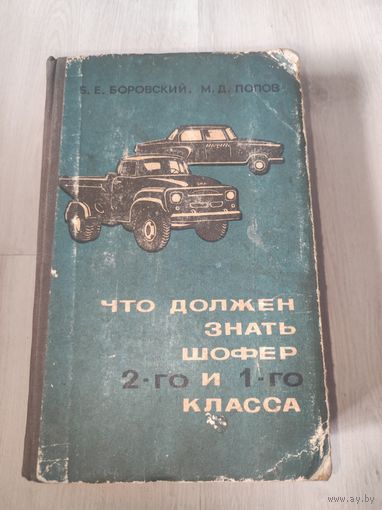 Б. Е. БОРОВСКИЙ, М. Д. ПОПОВ
ЧТО ДОЛЖЕН
ЗНАТЬ
ШОФЕР
2-ГО И 1-ГО
КЛАССА
www.ay.by